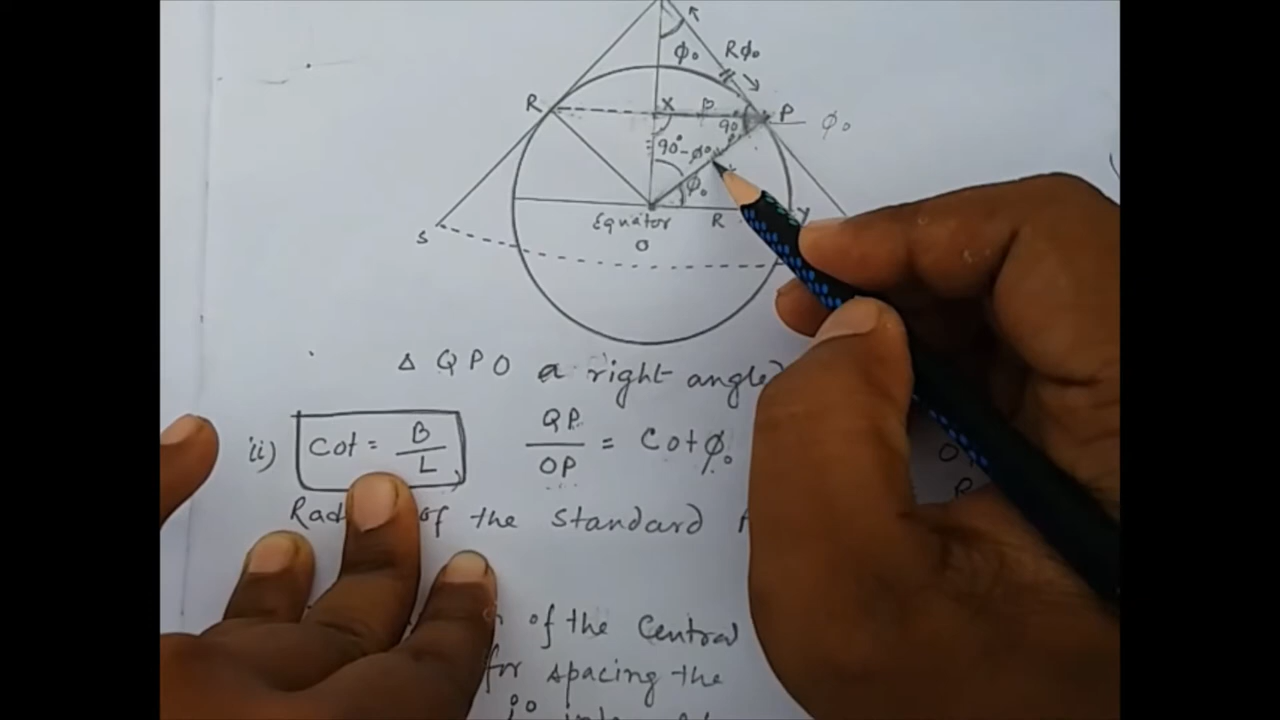 φ₀
Rφ₀
R
X
P
P
φ₀
90°
90°-φ₀
φ₀
Equator
R
Y
S
O
Δ QPO a right angle
ii) Cot = B/L QP/OP = Cot φ₀
of the Standard
of the Central
for spacing the